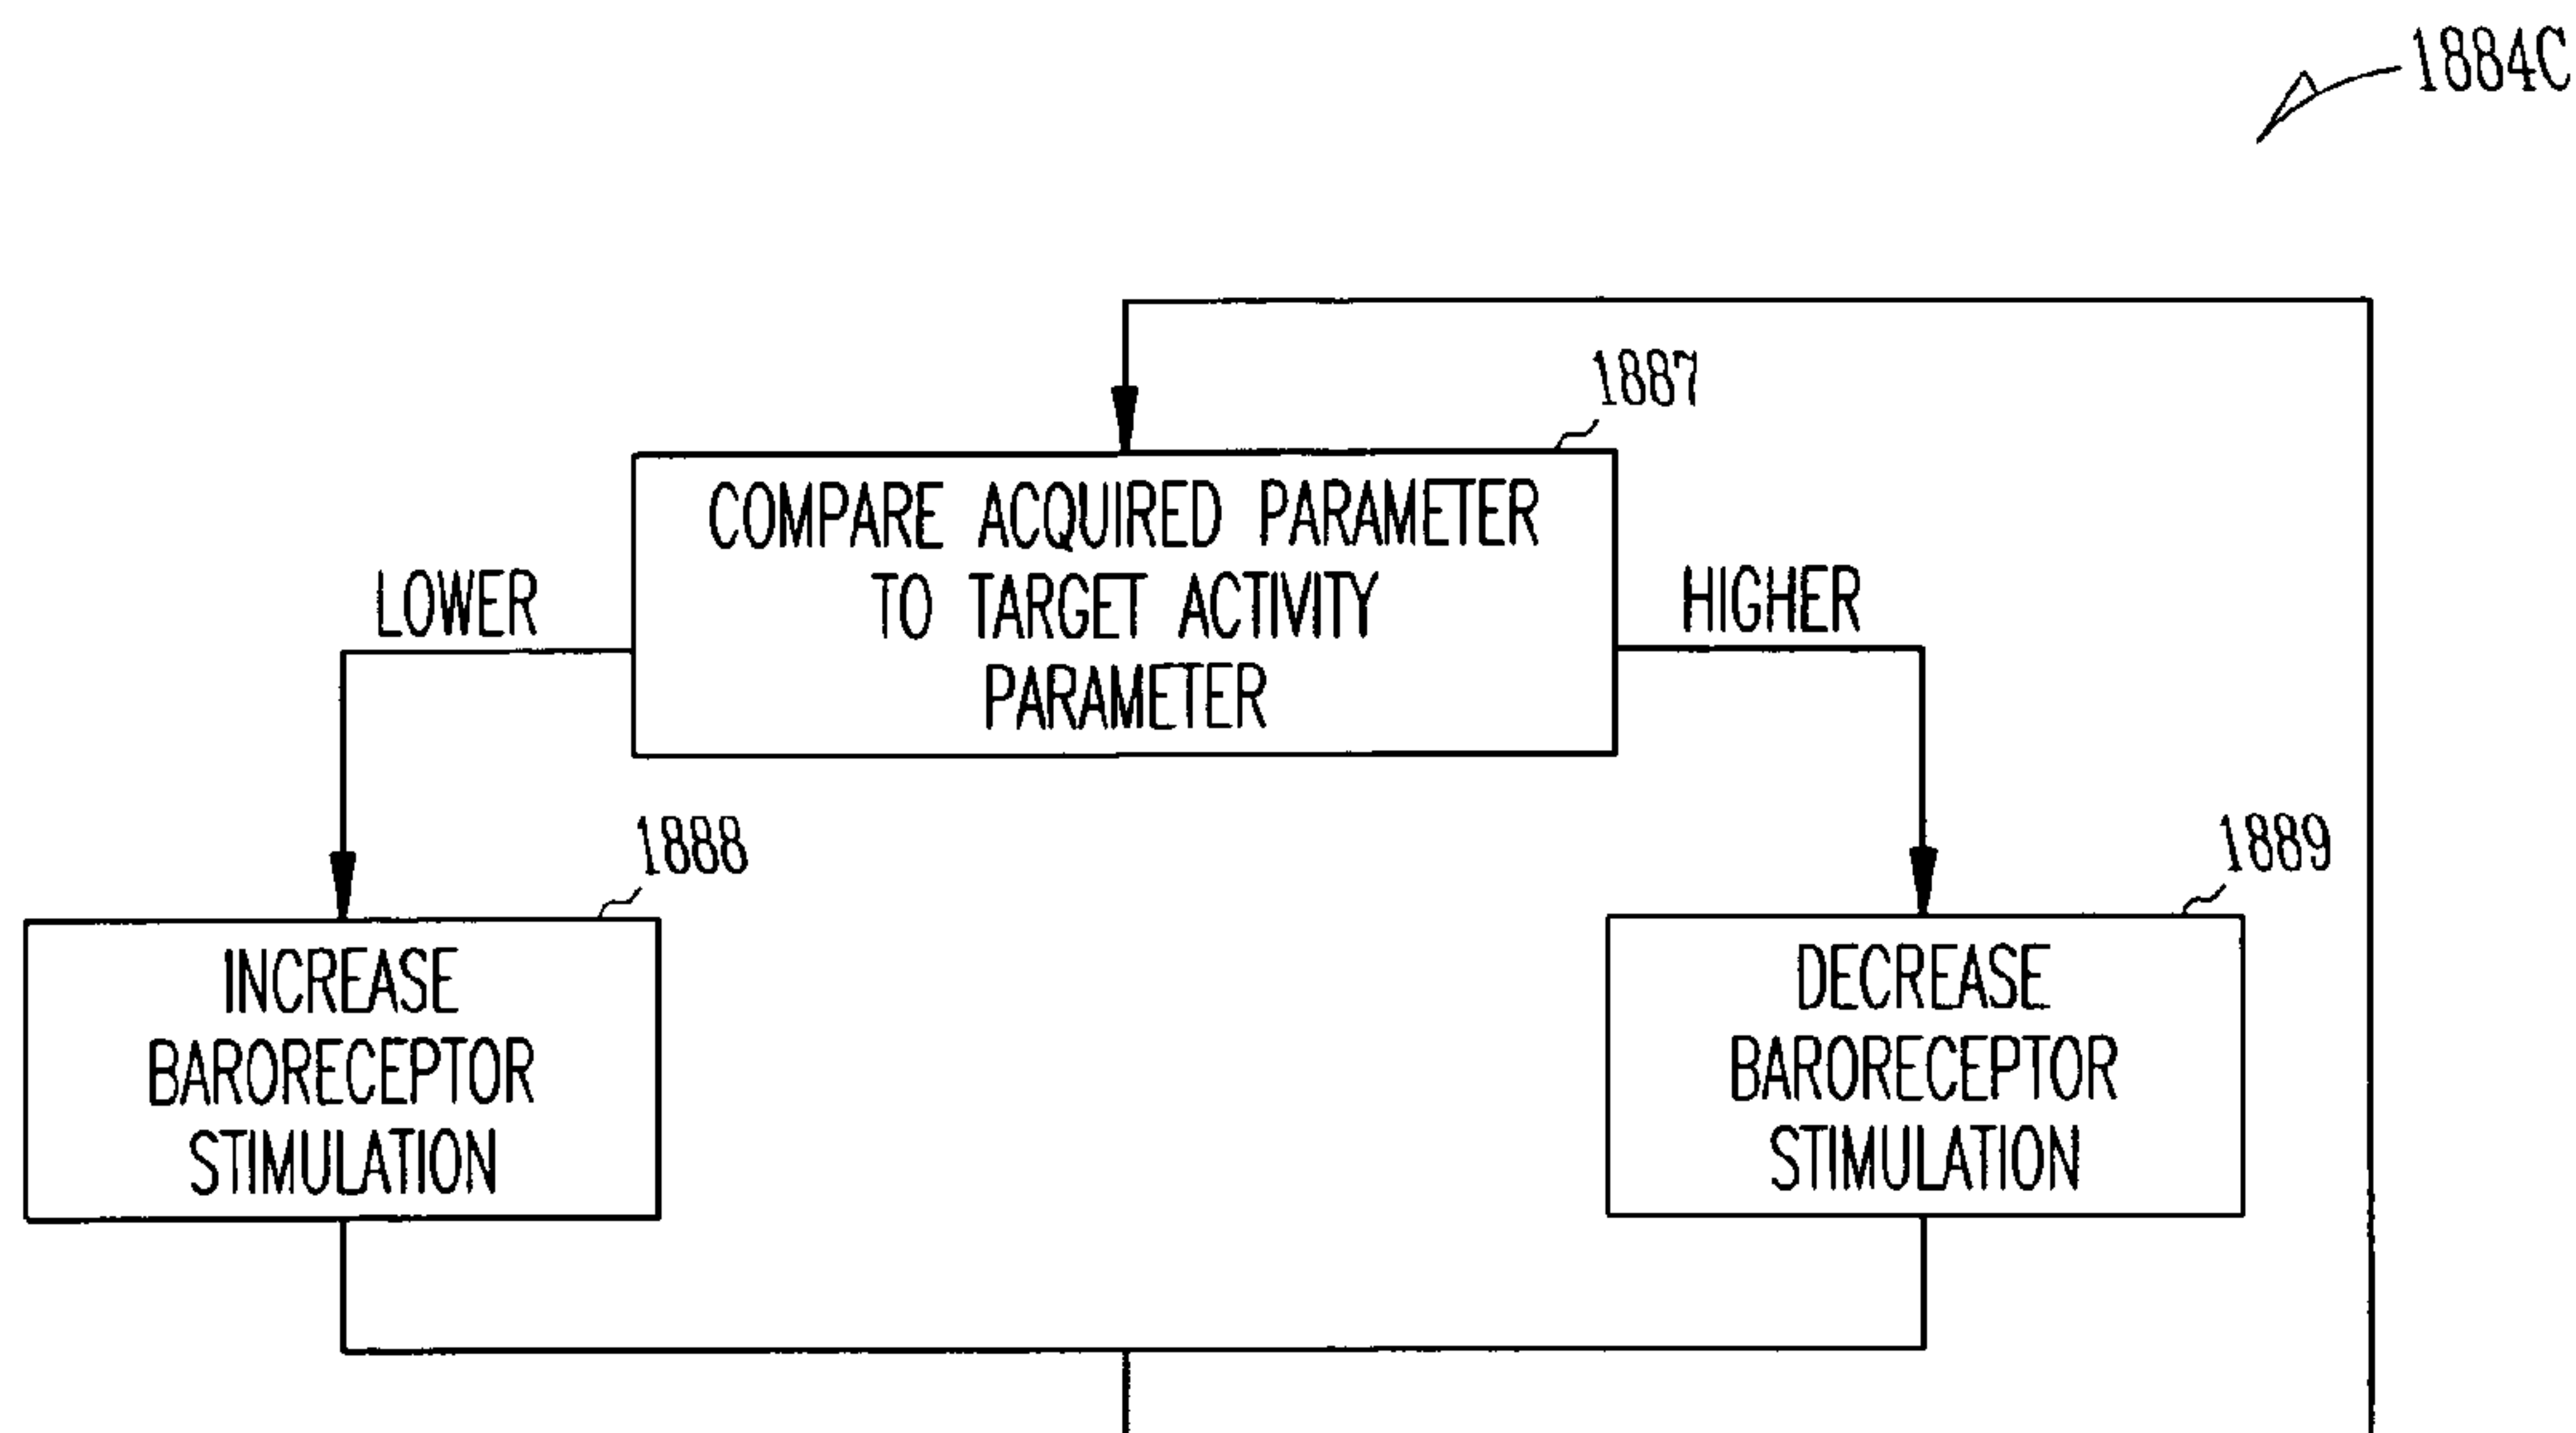 1884C
1887
COMPARE ACQUIRED PARAMETER
TO TARGET ACTIVITY
PARAMETER
LOWER
HIGHER
1888
INCREASE
BARORECEPTOR
STIMULATION
1889
DECREASE
BARORECEPTOR
STIMULATION